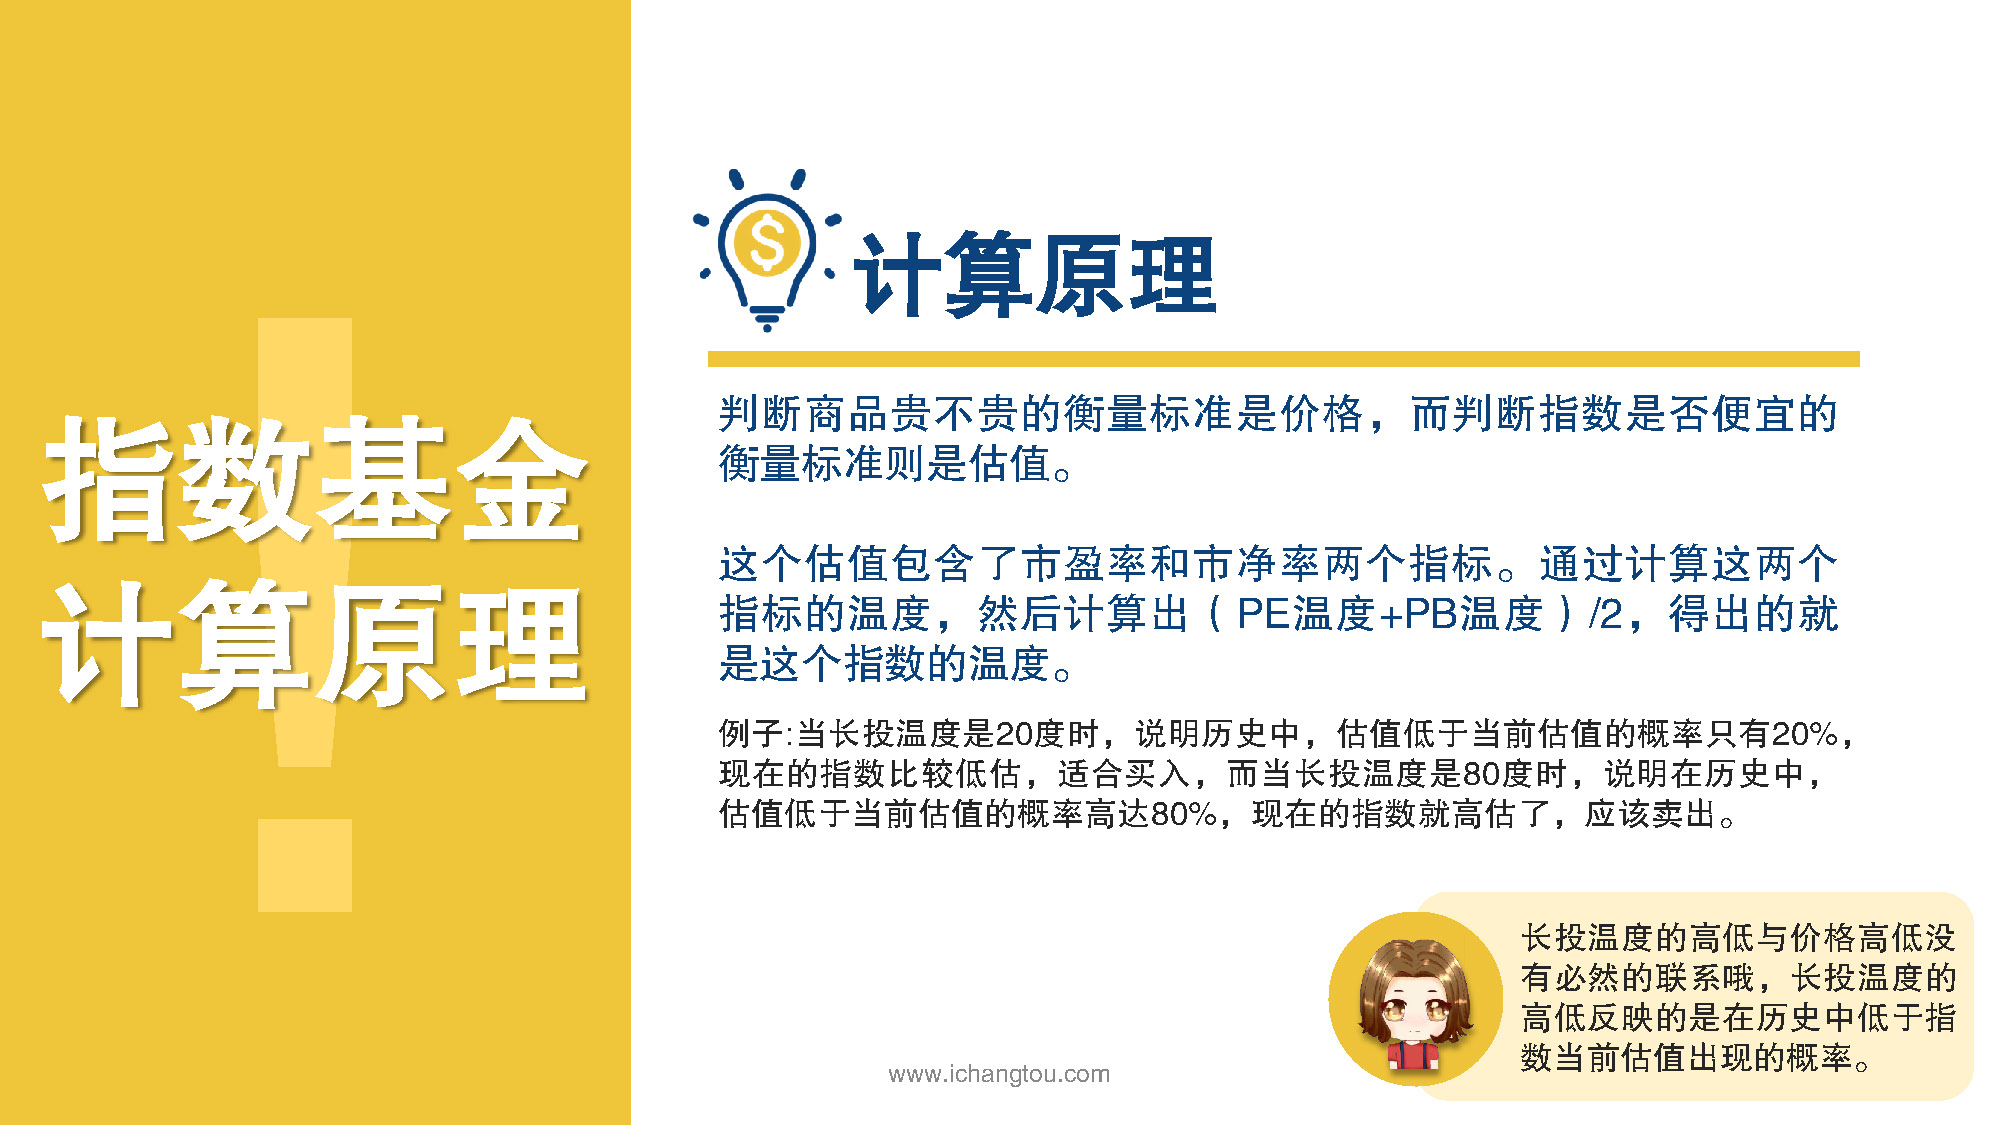 指数基金
计算原理
计算原理
判断商品贵不贵的衡量标准是价格，而判断指数是否便宜的
衡量标准则是估值。
这个估值包含了市盈率和市净率两个指标。通过计算这两个
指标的温度，然后计算出（PE温度+PB温度）/2，得出的就
是这个指数的温度。
例子:当长投温度是20度时，说明历史中，估值低于当前估值的概率只有20%，
现在的指数比较低估，适合买入，而当长投温度是80度时，说明在历史中，
估值低于当前估值的概率高达80%，现在的指数就高估了，应该卖出。
长投温度的高低与价格高低没
有必然的联系哦，长投温度的
高低反映的是在历史中低于指
数当前估值出现的概率。
www.ichangtou.com